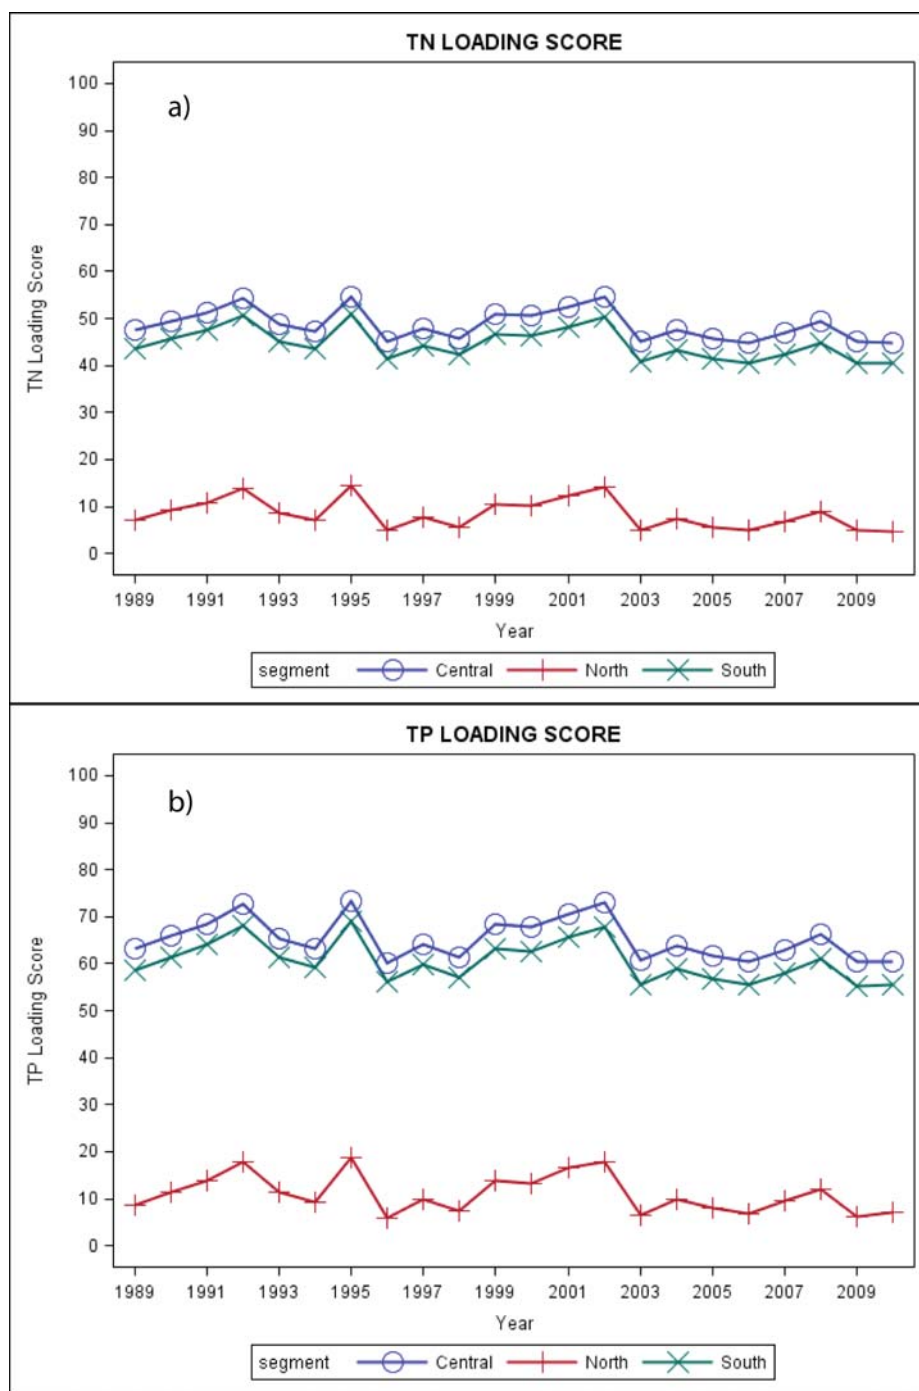 TN LOADING SCORE
a)
100
90
80
70
60
50
40
30
20
10
0
TN Loading Score
1989 1991 1993 1995 1997 1999 2001 2003 2005 2007 2009
Year
segment Central North South
TP LOADING SCORE
b)
100
90
80
70
60
50
40
30
20
10
0
TP Loading Score
1989 1991 1993 1995 1997 1999 2001 2003 2005 2007 2009
Year
segment Central North South